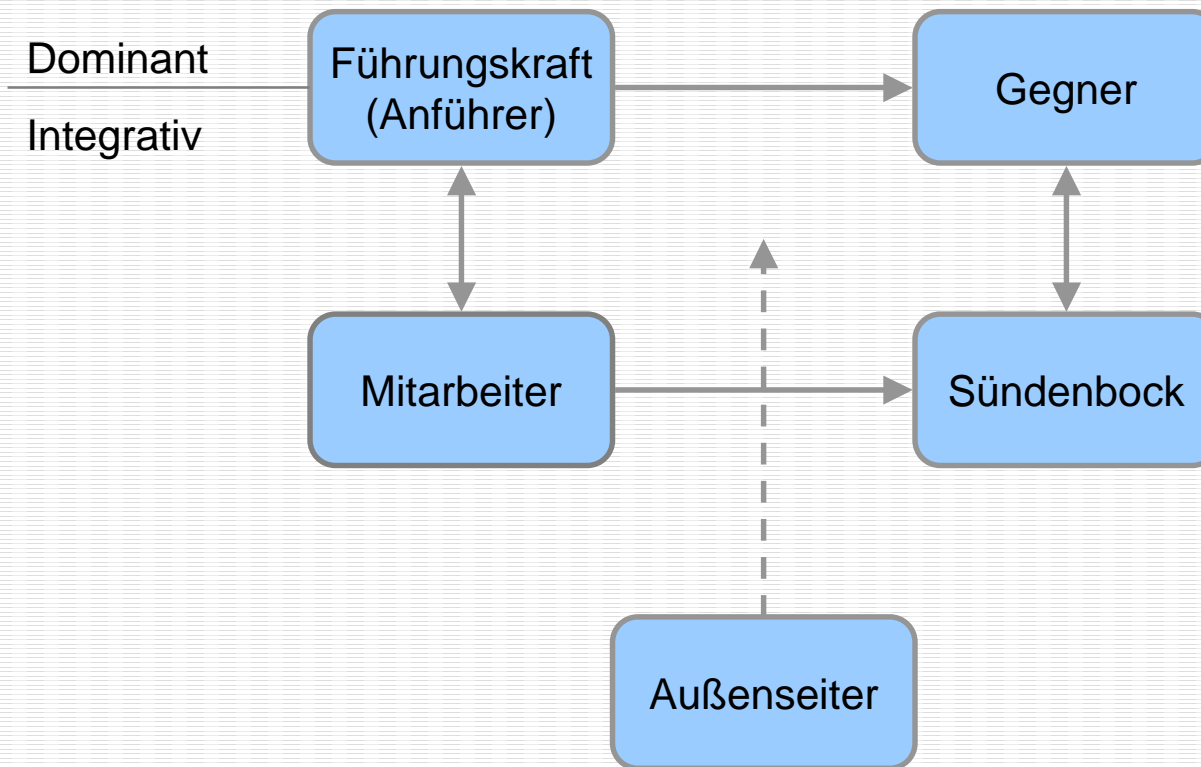 Dominant
Integrativ
Führungskraft
(Anführer)
Gegner
Mitarbeiter
Sündenbock
Außenseiter